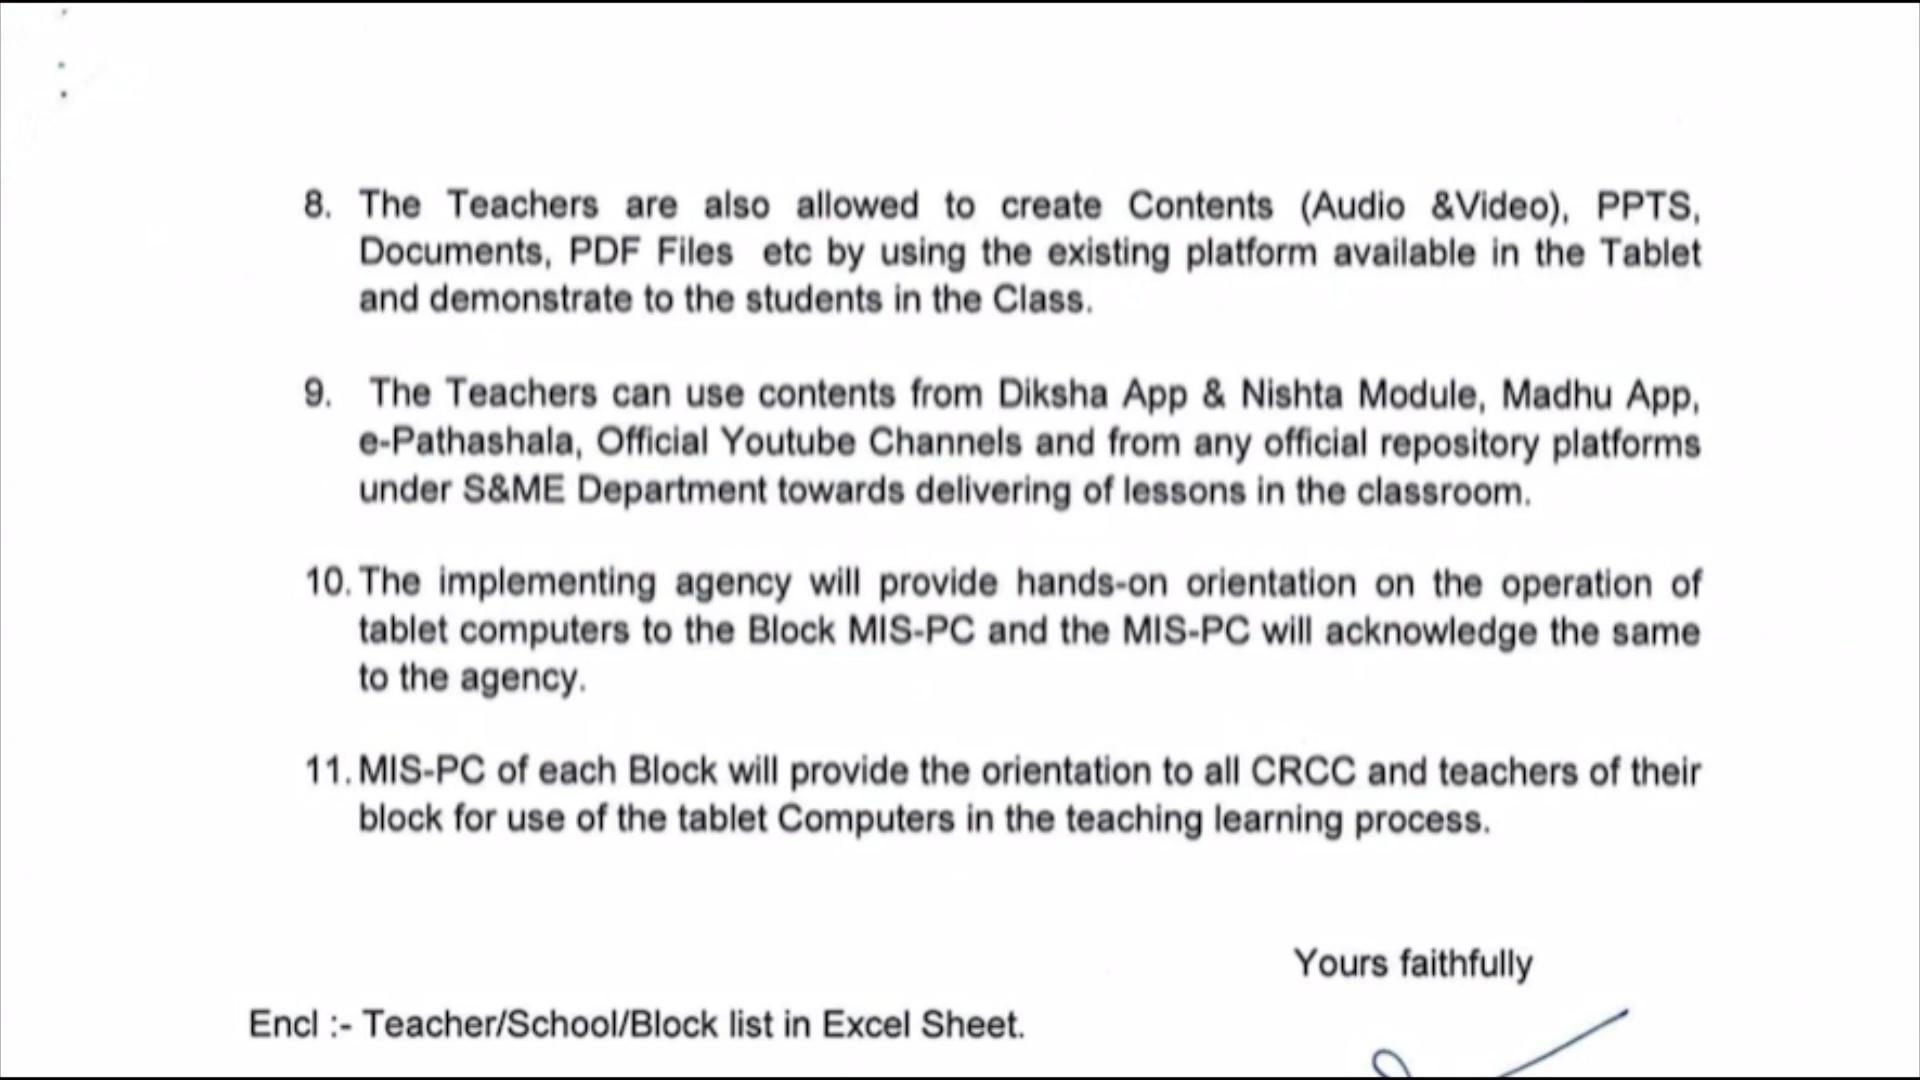 8. The Teachers are also allowed to create Contents (Audio &Video), PPTS,
Documents, PDF Files etc by using the existing platform available in the Tablet
and demonstrate to the students in the Class.
9. The Teachers can use contents from Diksha App & Nishta Module, Madhu App,
e-Pathashala, Official Youtube Channels and from any official repository platforms
under S&ME Department towards delivering of lessons in the classroom.
10. The implementing agency will provide hands-on orientation on the operation of
tablet computers to the Block MIS-PC and the MIS-PC will acknowledge the same
to the agency.
11. MIS-PC of each Block will provide the orientation to all CRCC and teachers of their
block for use of the tablet Computers in the teaching learning process.
Yours faithfully
Encl :- Teacher/School/Block list in Excel Sheet.